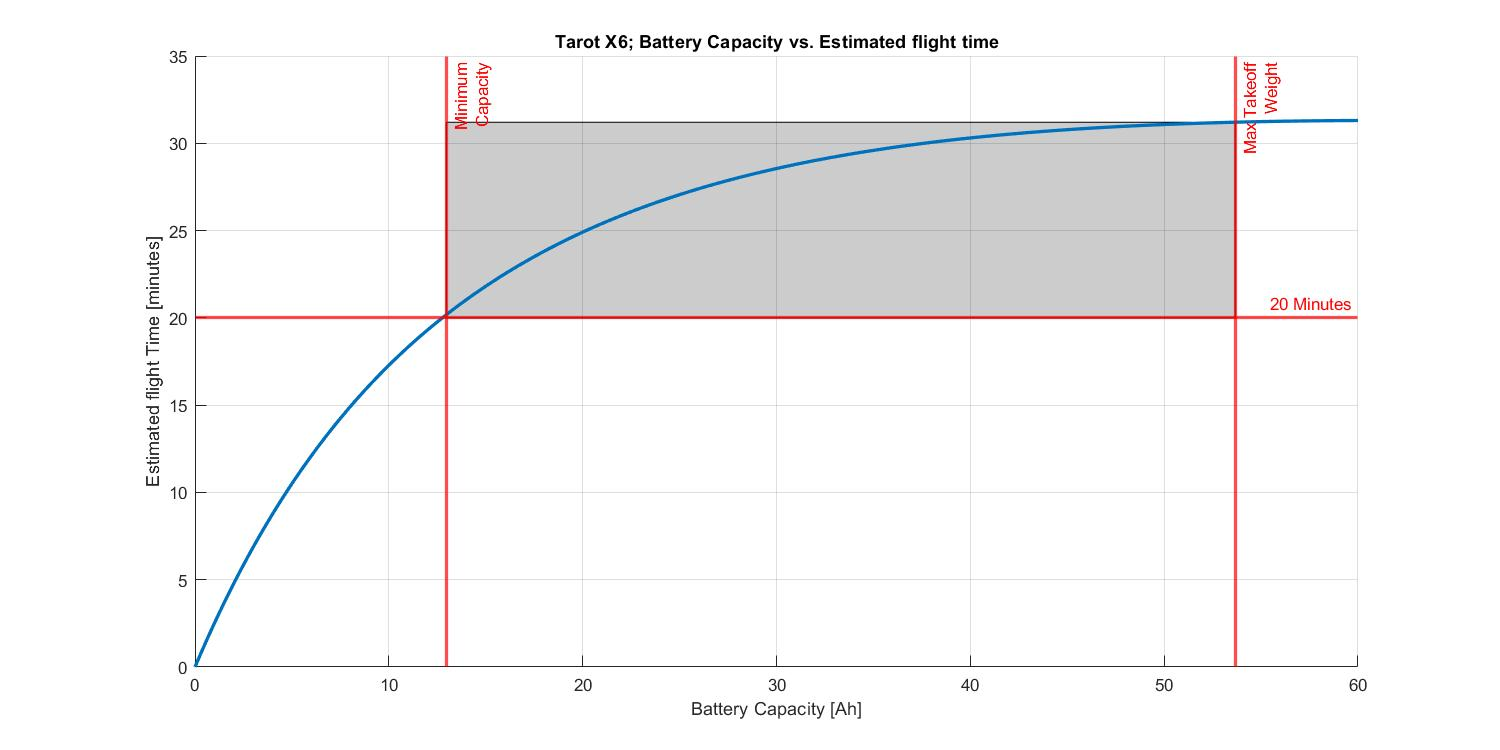 Tarot X6; Battery Capacity vs. Estimated flight time
35
30
25
20
15
10
5
0
Estimated flight Time [minutes]
Minimum
Capacity
Max Takeoff
Weight
20 Minutes
0 10 20 30 40 50 60
Battery Capacity [Ah]